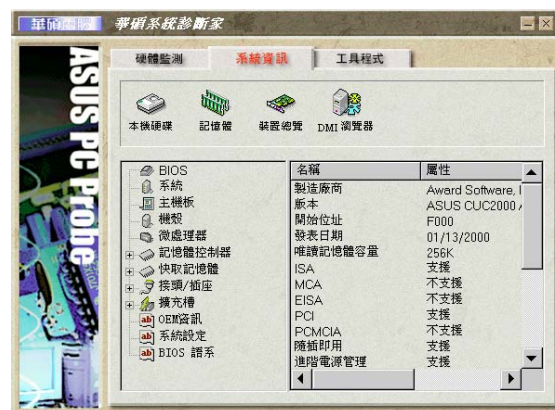 華碩電腦 華碩系統診斷家
ASUS PC Probe
硬體監測 系統資訊 工具程式
本機硬碟 記憶體 裝置總覽 DMI 瀏覽器
BIOS
系統
主機板
機殼
微處理器
記憶體控制器
快取記憶體
接頭/插座
擴充槽
OEM資訊
系統設定
BIOS 語系
名稱 屬性
製造廠商 Award Software, I
版本 ASUS CUC2000 A
開始位址 F000
發表日期 01/13/2000
唯讀記憶體容量 256K
ISA 支援
MCA 不支援
EISA 不支援
PCI 支援
PCMCIA 不支援
隨插即用 支援
進階電源管理 支援